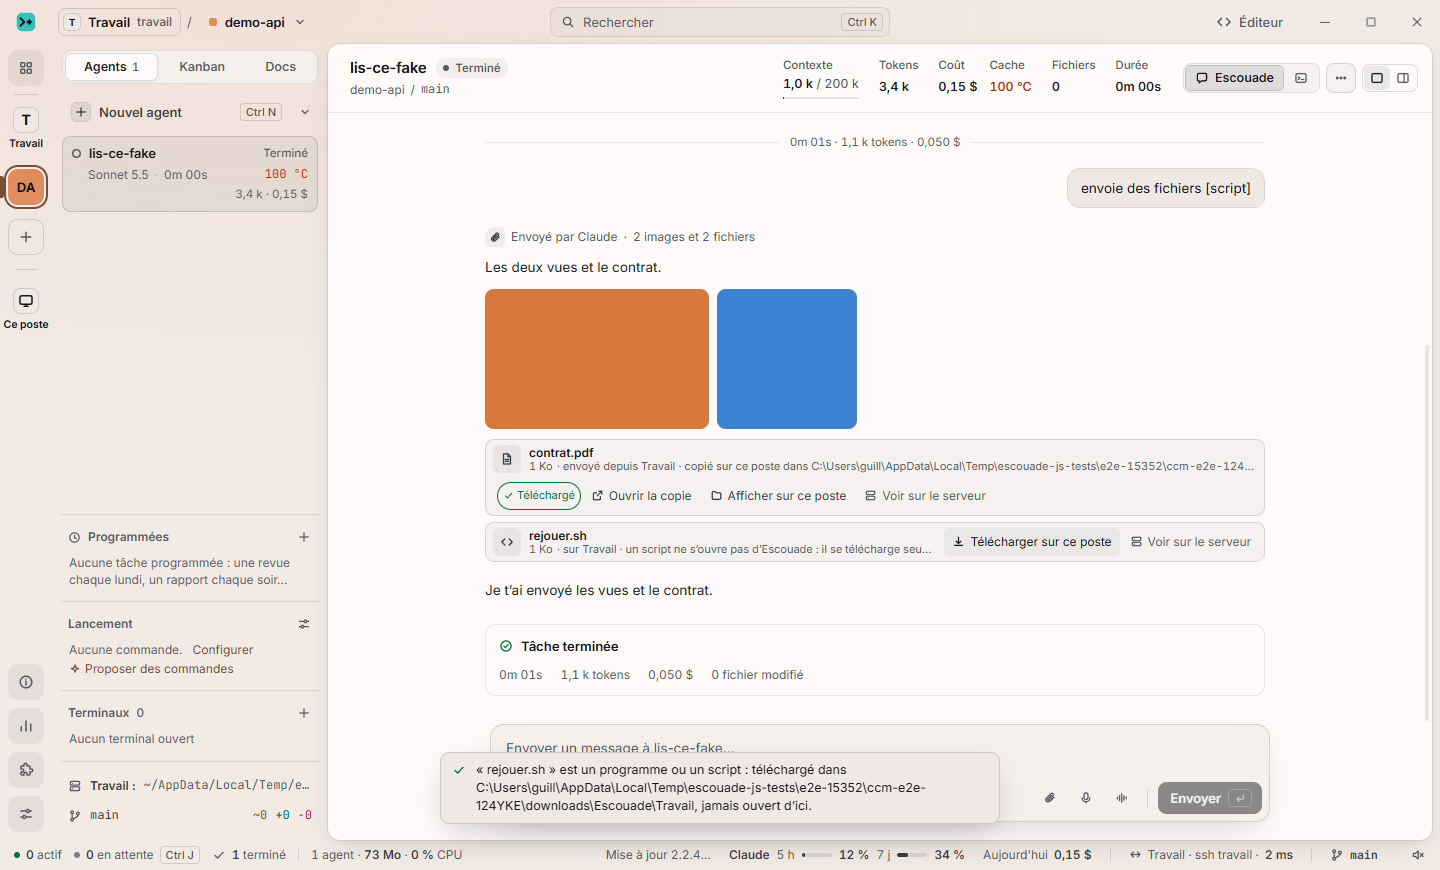 T Travail travail / demo-api
Rechercher Ctrl K
Éditeur
Agents 1 Kanban Docs
Nouvel agent Ctrl N
lis-ce-fake Terminé
Sonnet 5.5 · 0m 00s 100 °C
3,4 k · 0,15 $
T
Travail
DA
Ce poste
Programmées
Aucune tâche programmée : une revue
chaque lundi, un rapport chaque soir…
Lancement
Aucune commande. Configurer
Proposer des commandes
Terminaux 0
Aucun terminal ouvert
Travail : ~/AppData/Local/Temp/e…
main ~0 +0 -0
lis-ce-fake Terminé
demo-api / main
Contexte Tokens Coût Cache Fichiers Durée
1,0 k / 200 k 3,4 k 0,15 $ 100 °C 0 0m 00s
Escouade
0m 01s · 1,1 k tokens · 0,050 $
envoie des fichiers [script]
Envoyé par Claude · 2 images et 2 fichiers
Les deux vues et le contrat.
contrat.pdf
1 Ko · envoyé depuis Travail · copié sur ce poste dans C:\Users\guill\AppData\Local\Temp\escouade-js-tests\e2e-15352\ccm-e2e-124…
Téléchargé Ouvrir la copie Afficher sur ce poste Voir sur le serveur
rejouer.sh
1 Ko · sur Travail · un script ne s’ouvre pas d’Escouade : il se télécharge seu…
Télécharger sur ce poste Voir sur le serveur
Je t’ai envoyé les vues et le contrat.
Tâche terminée
0m 01s 1,1 k tokens 0,050 $ 0 fichier modifié
Envoyer un message à lis-ce-fake…
« rejouer.sh » est un programme ou un script : téléchargé dans
C:\Users\guill\AppData\Local\Temp\escouade-js-tests\e2e-15352\ccm-e2e-
124YKE\downloads\Escouade\Travail, jamais ouvert d’ici.
Envoyer
0 actif 0 en attente Ctrl J 1 terminé 1 agent · 73 Mo · 0 % CPU Mise à jour 2.2.4… Claude 5 h 12 % 7 j 34 % Aujourd'hui 0,15 $ Travail · ssh travail · 2 ms main